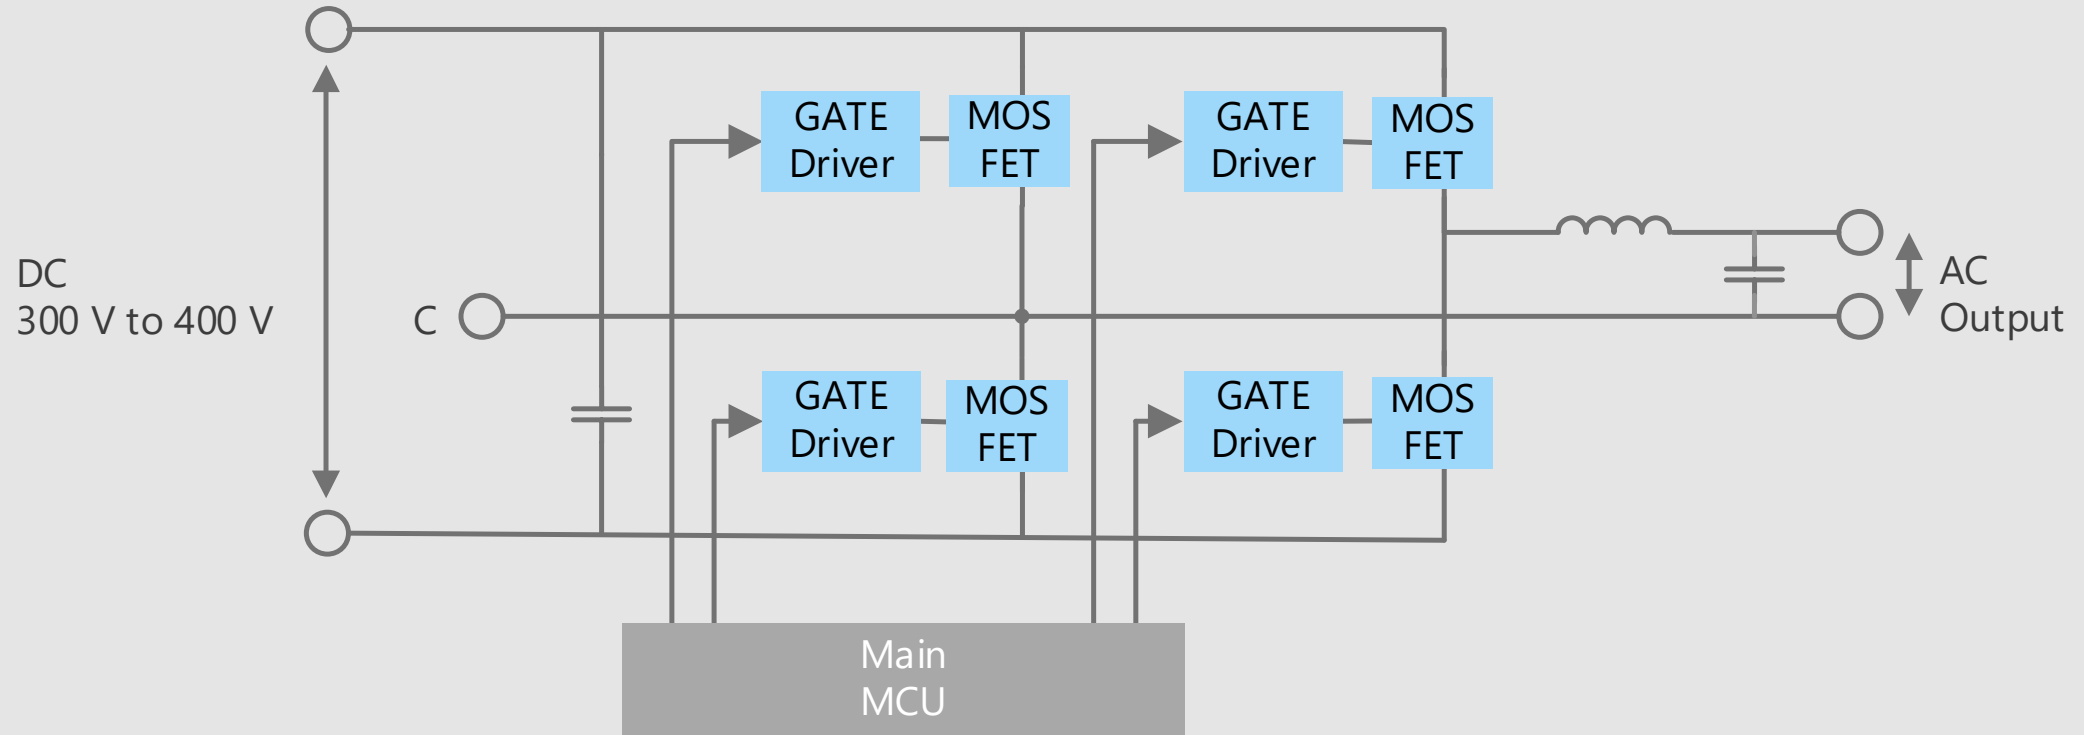 GATE
Driver
MOS
FET
GATE
Driver
MOS
FET
DC
300 V to 400 V
C
AC
Output
GATE
Driver
MOS
FET
GATE
Driver
MOS
FET
Main
MCU